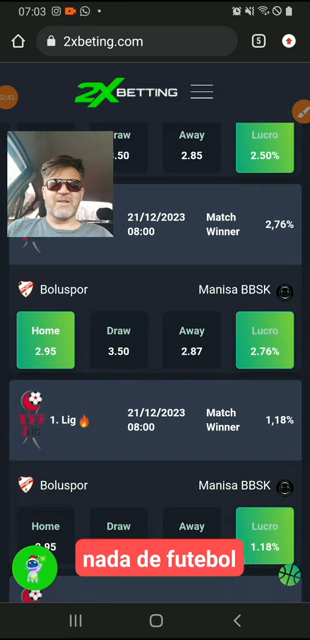 07:03
2xbeting.com
5
02:43
2X BETTING
Away
Lucro
2.85
2.50%
21/12/2023
08:00
Match
Winner
2,76%
Boluspor
Manisa BBSK
Home
Draw
Away
Lucro
2.95
3.50
2.87
2.76%
1. Lig
21/12/2023
08:00
Match
Winner
1,18%
Boluspor
Manisa BBSK
Home
Draw
Away
Lucro
1.18%
nada de futebol